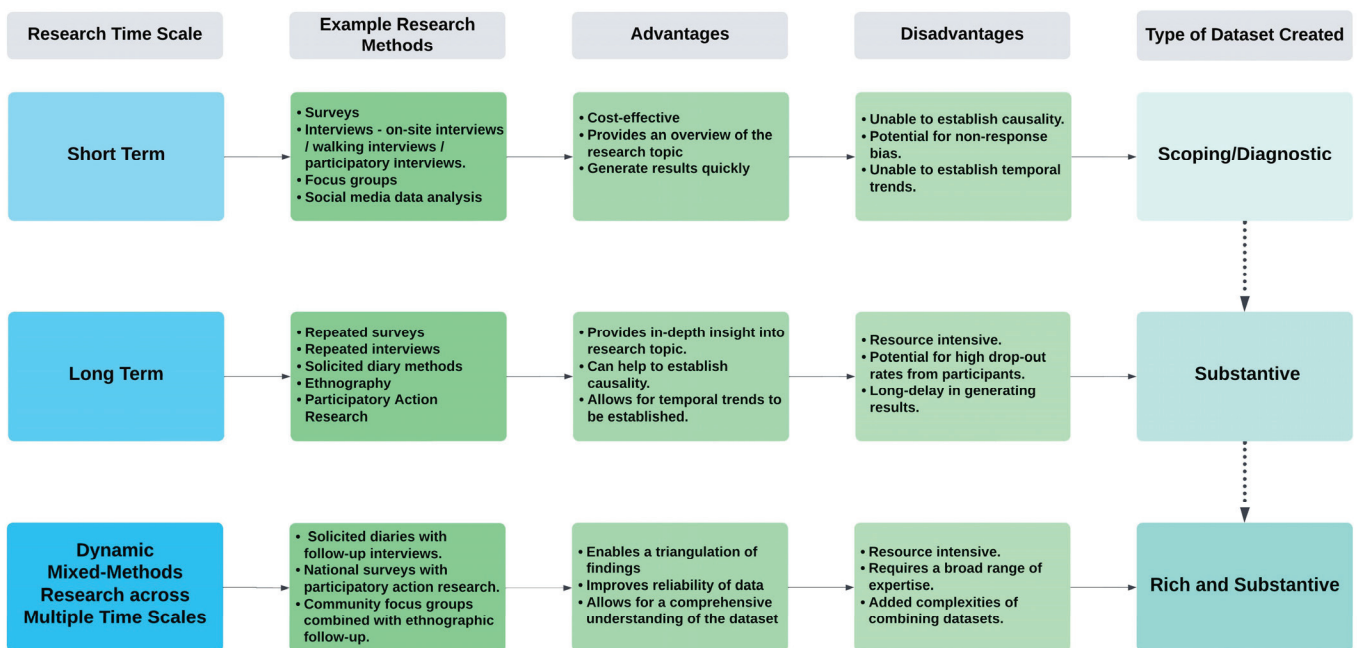 Research Time Scale
Example Research
Methods
Advantages
Disadvantages
Type of Dataset Created
Short Term
• Surveys
• Interviews - on-site interviews
/ walking interviews /
participatory interviews.
• Focus groups
• Social media data analysis
• Cost-effective
• Provides an overview of the
research topic
• Generate results quickly
• Unable to establish causality.
• Potential for non-response
bias.
• Unable to establish temporal
trends.
Scoping/Diagnostic
Long Term
• Repeated surveys
• Repeated interviews
• Solicited diary methods
• Ethnography
• Participatory Action
Research
• Provides in-depth insight into
research topic.
• Can help to establish
causality.
• Allows for temporal trends to
be established.
• Resource intensive.
• Potential for high drop-out
rates from participants.
• Long-delay in generating
results.
Substantive
Dynamic
Mixed-Methods
Research across
Multiple Time Scales
• Solicited diaries with
follow-up interviews.
• National surveys with
participatory action research.
• Community focus groups
combined with ethnographic
follow-up.
• Enables a triangulation of
findings
• Improves reliability of data
• Allows for a comprehensive
understanding of the dataset
• Resource intensive.
• Requires a broad range of
expertise.
• Added complexities of
combining datasets.
Rich and Substantive